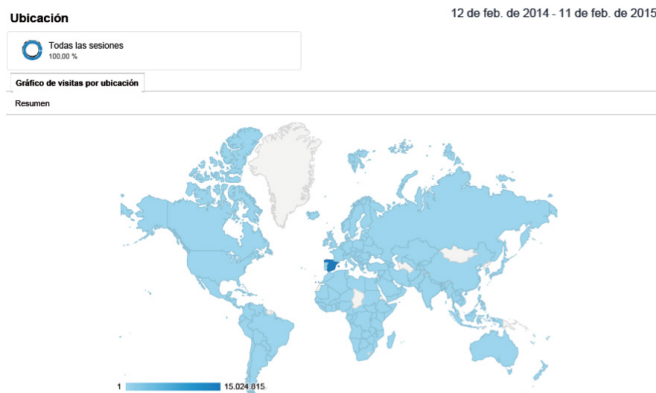 Ubicación
12 de feb. de 2014 - 11 de feb. de 2015
Todas las sesiones
100,00 %
Gráfico de visitas por ubicación
Resumen
1
15.024.015